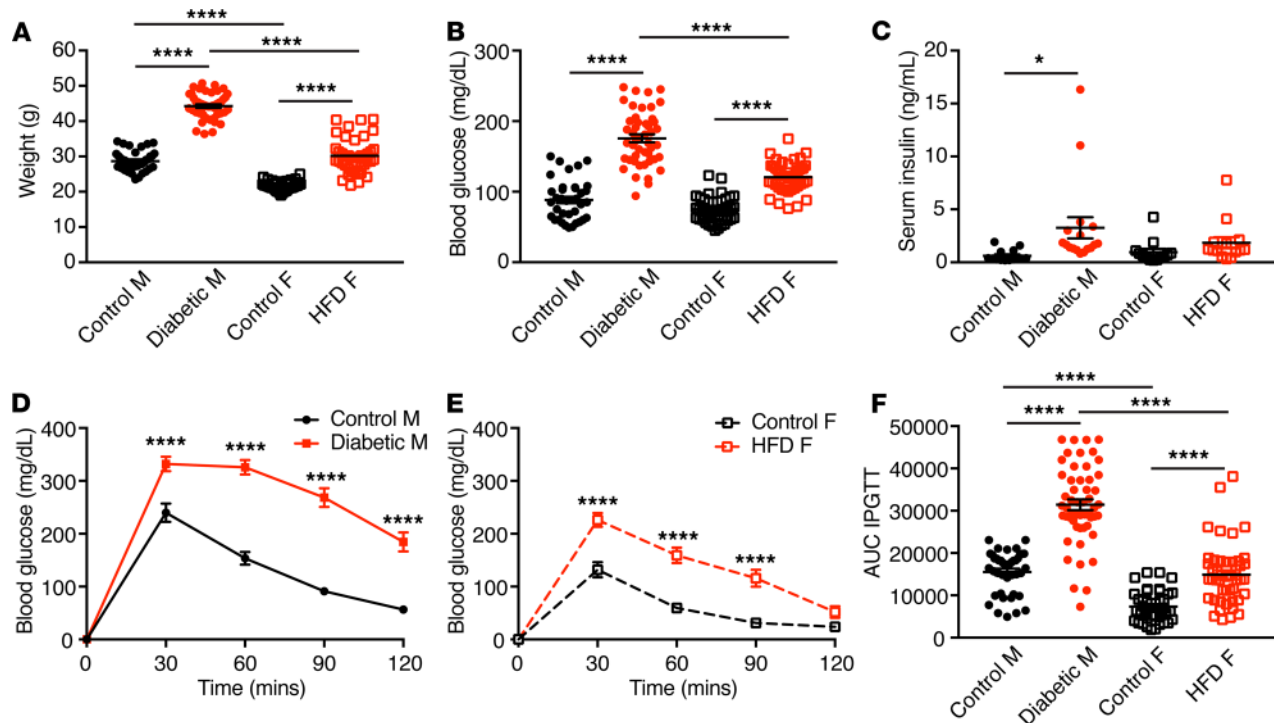 A
****
****
****
****
Weight (g)
60
50
40
30
20
10
0
Control M
Diabetic M
Control F
HFD F
B
****
****
****
Blood glucose (mg/dL)
300
200
100
0
Control M
Diabetic M
Control F
HFD F
C
*
Serum insulin (ng/mL)
20
15
10
5
0
Control M
Diabetic M
Control F
HFD F
D
Control M
Diabetic M
****
****
****
****
Blood glucose (mg/dL)
400
300
200
100
0
0
30
60
90
120
Time (mins)
E
Control F
HFD F
****
****
****
Blood glucose (mg/dL)
400
300
200
100
0
0
30
60
90
120
Time (mins)
F
****
****
****
****
AUC IPGTT
50000
40000
30000
20000
10000
0
Control M
Diabetic M
Control F
HFD F